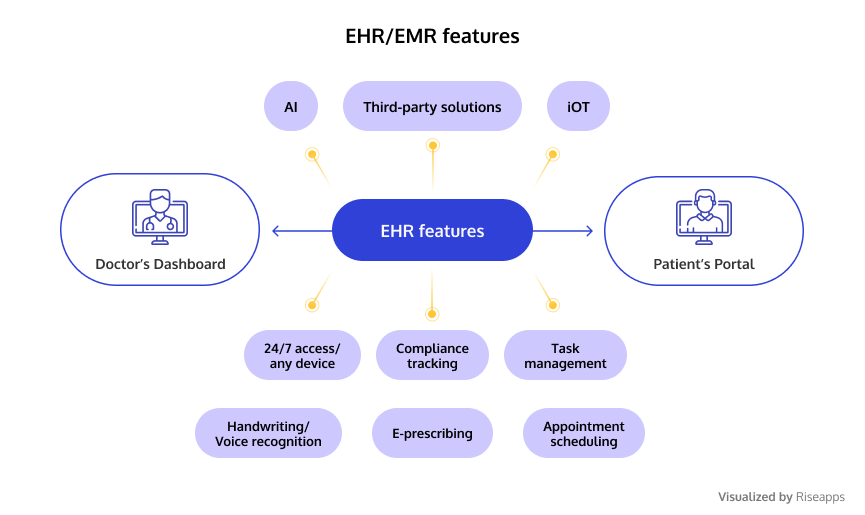 EHR/EMR features
AI
Third-party solutions
iOT
EHR features
Doctor's Dashboard
Patient's Portal
24/7 access/
any device
Compliance
tracking
Task
management
Handwriting/
Voice recognition
E-prescribing
Appointment
scheduling
Visualized by Riseapps